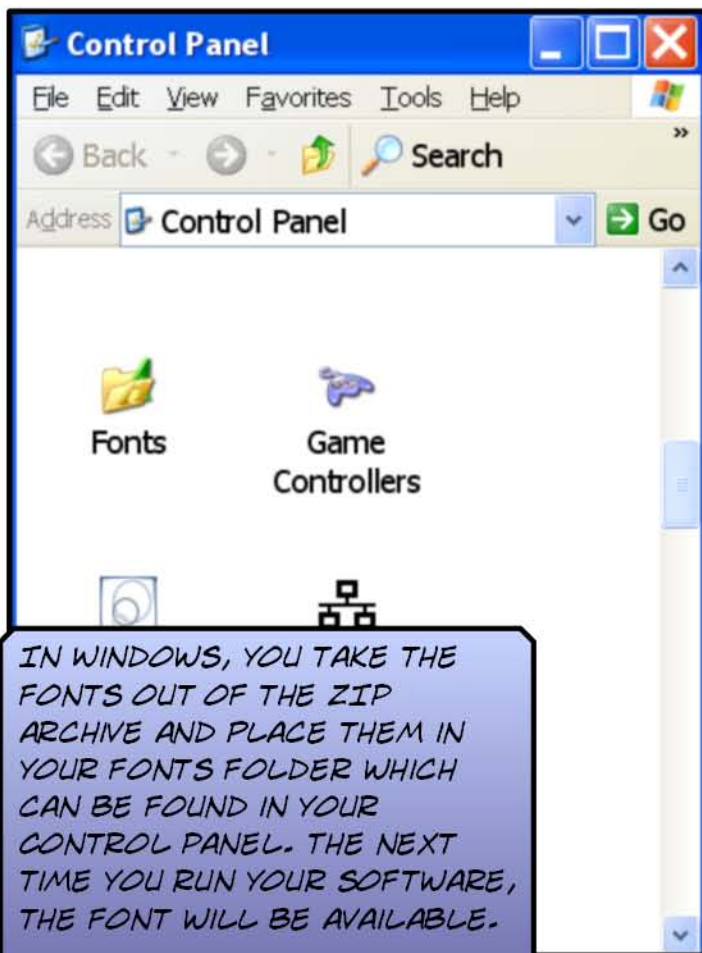 Control Panel
File Edit View Favorites Tools Help
Back Search »
Address Control Panel Go
Fonts
Game
Controllers
IN WINDOWS, YOU TAKE THE
FONTS OUT OF THE ZIP
ARCHIVE AND PLACE THEM IN
YOUR FONTS FOLDER WHICH
CAN BE FOUND IN YOUR
CONTROL PANEL. THE NEXT
TIME YOU RUN YOUR SOFTWARE,
THE FONT WILL BE AVAILABLE.